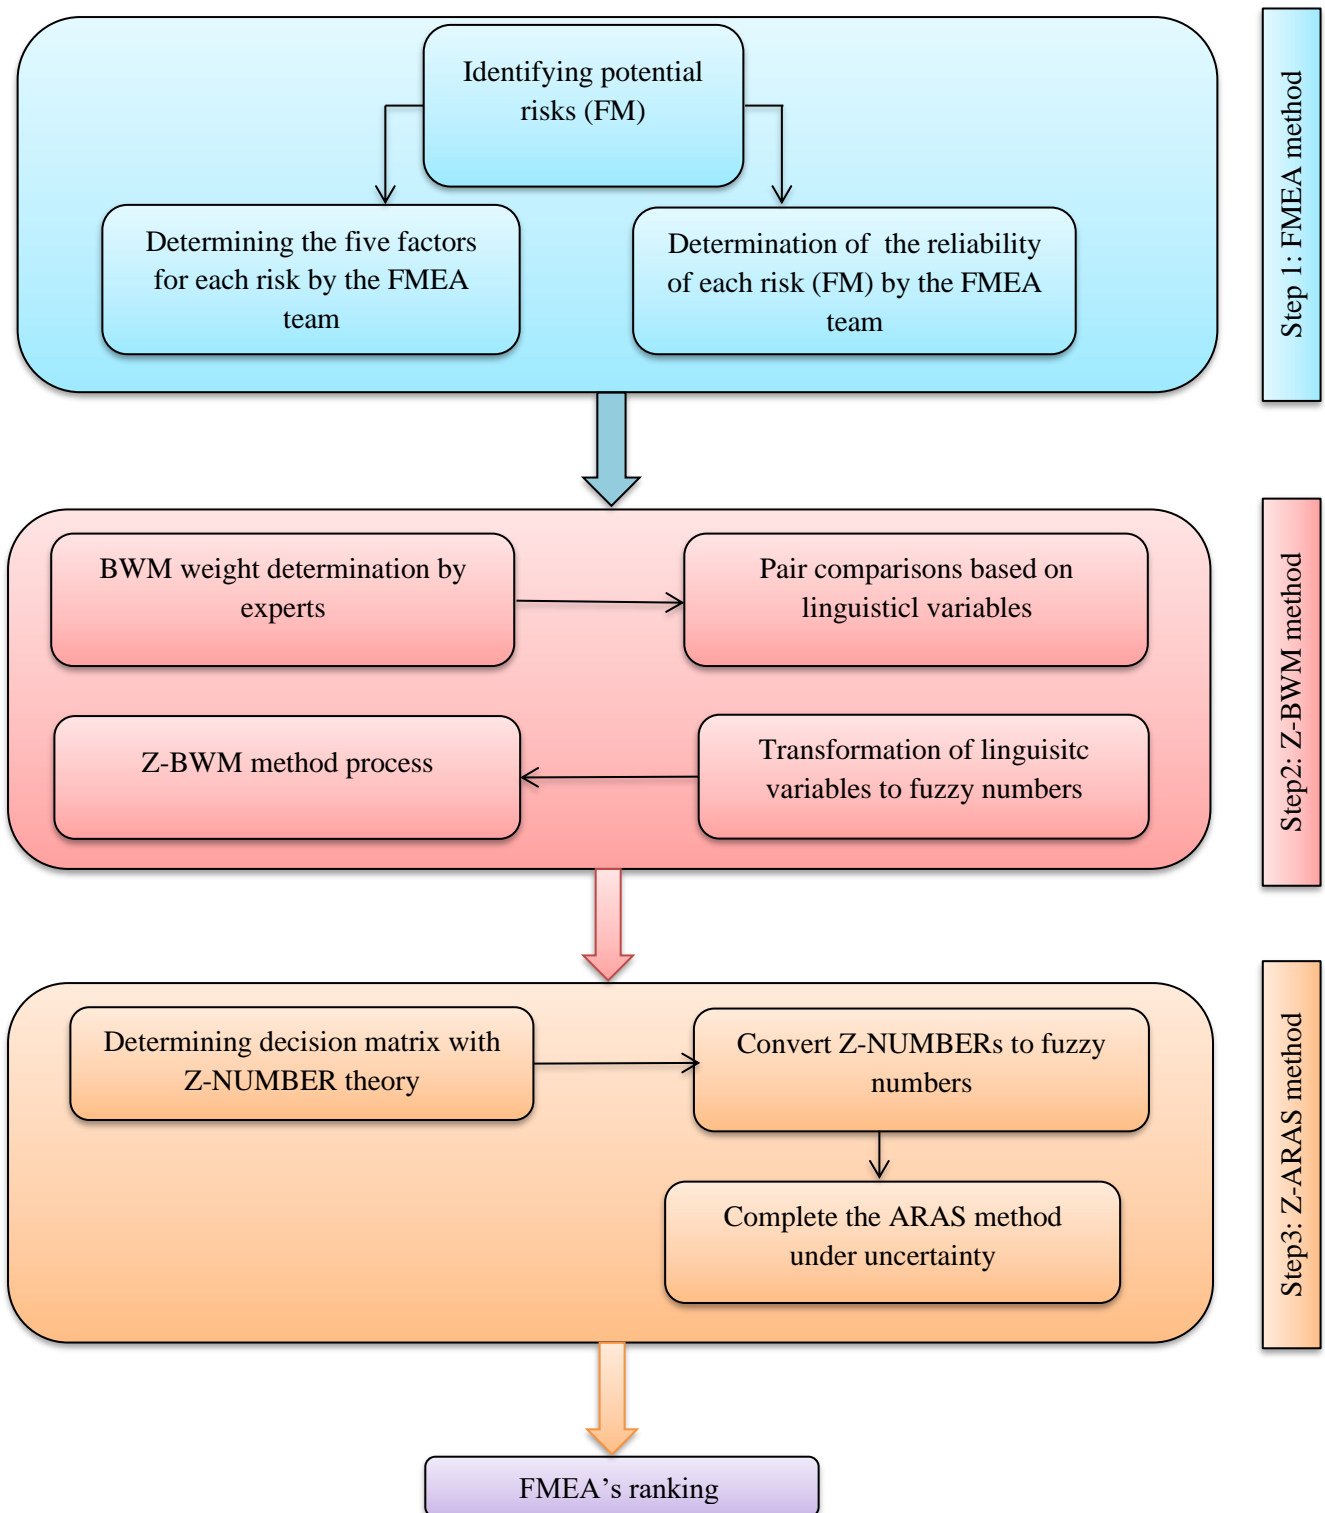 Identifying potential
risks (FM)
Determining the five factors
for each risk by the FMEA
team
Determination of  the reliability
of each risk (FM) by the FMEA
team
Step 1: FMEA method
BWM weight determination by
experts
Pair comparisons based on
linguisticl variables
Z-BWM method process
Transformation of linguisitc
variables to fuzzy numbers
Step2: Z-BWM method
Determining decision matrix with
Z-NUMBER theory
Convert Z-NUMBERs to fuzzy
numbers
Complete the ARAS method
under uncertainty
Step3: Z-ARAS method
FMEA’s ranking